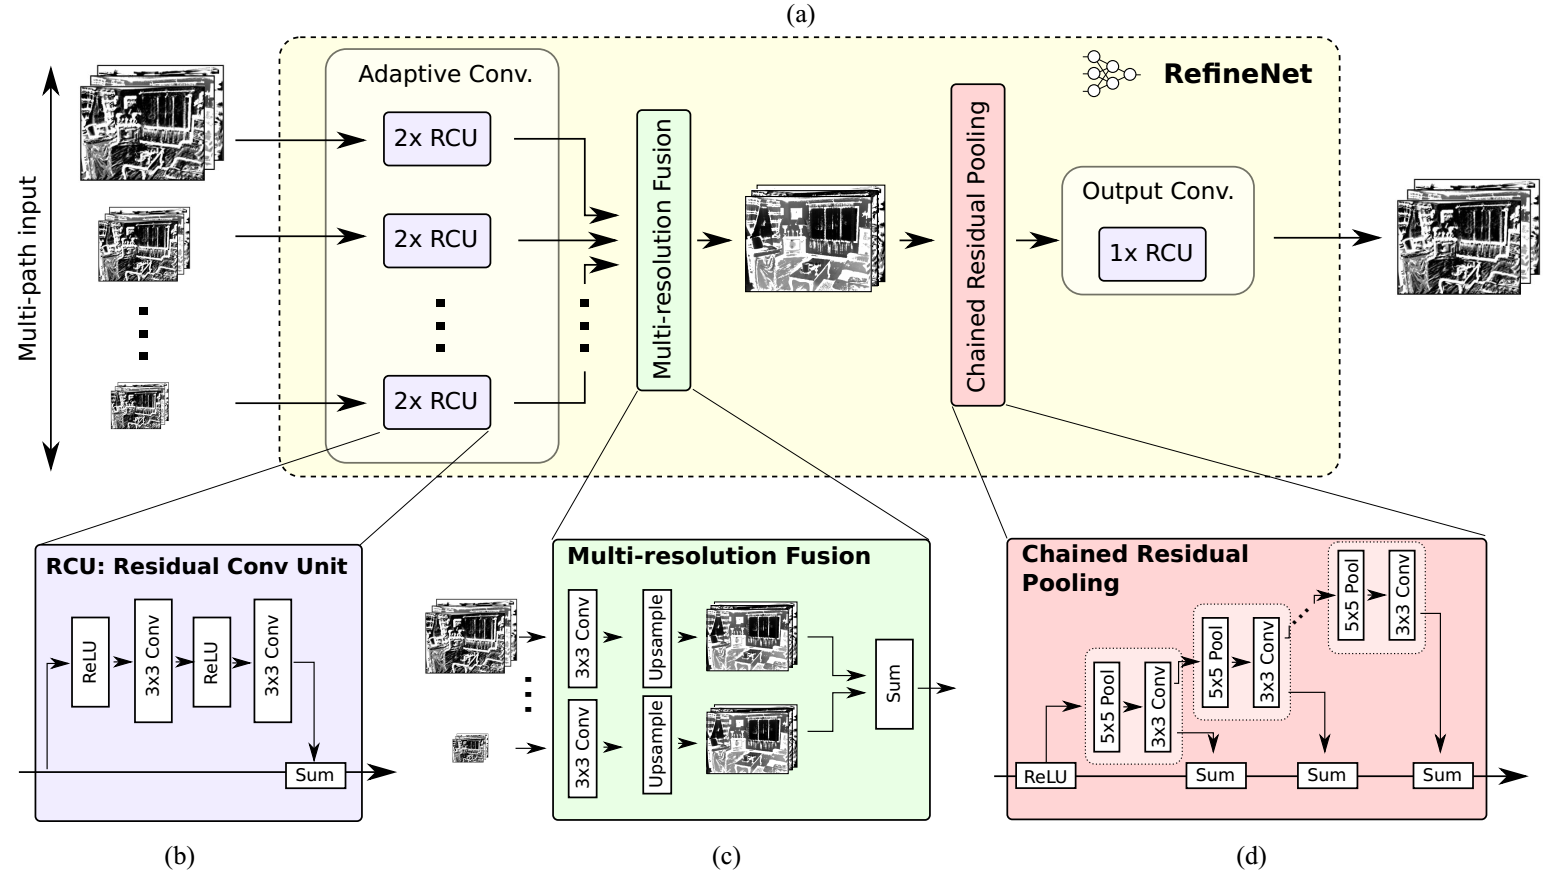 (a)
Multi-path input
Adaptive Conv.
2x RCU
2x RCU
2x RCU
Multi-resolution Fusion
Chained Residual Pooling
RefineNet
Output Conv.
1x RCU
RCU: Residual Conv Unit
ReLU
3x3 Conv
ReLU
3x3 Conv
Sum
Multi-resolution Fusion
3x3 Conv
Upsample
3x3 Conv
Upsample
Sum
Chained Residual
Pooling
5x5 Pool
3x3 Conv
5x5 Pool
3x3 Conv
5x5 Pool
3x3 Conv
ReLU
Sum
Sum
Sum
(b)
(c)
(d)